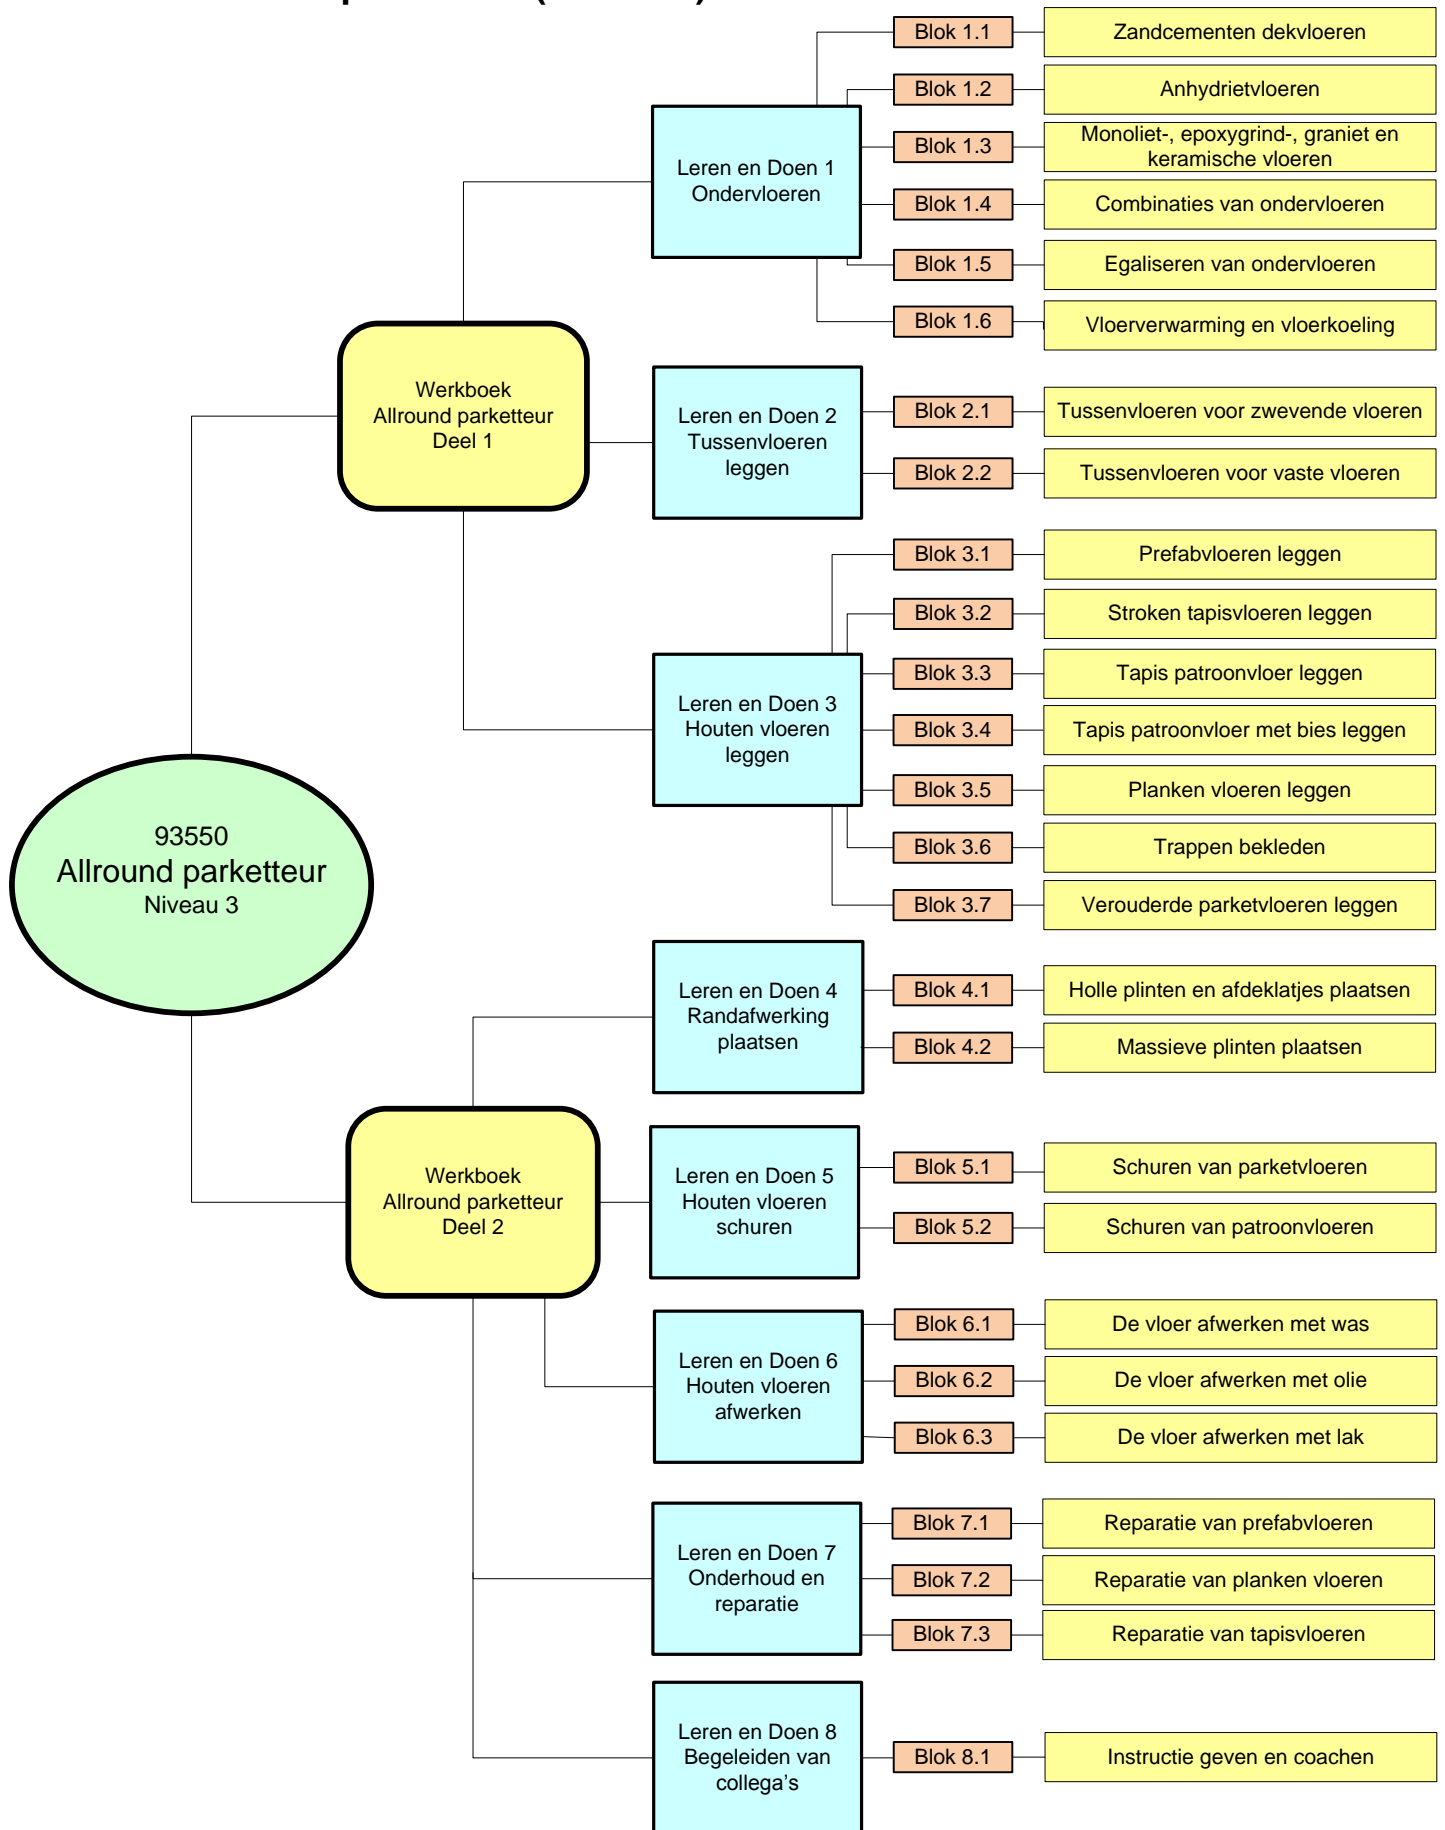 Blok 1.1 Zandcementen dekvloeren
Blok 1.2 Anhydrietvloeren
Blok 1.3 Monoliet-, epoxygrind-, graniet en
keramische vloeren
Leren en Doen 1
Ondervloeren
Blok 1.4 Combinaties van ondervloeren
Blok 1.5 Egaliseren van ondervloeren
Blok 1.6 Vloerverwarming en vloerkoeling
Werkboek
Allround parketteur
Deel 1
Leren en Doen 2
Tussenvloeren
leggen
Blok 2.1 Tussenvloeren voor zwevende vloeren
Blok 2.2 Tussenvloeren voor vaste vloeren
Blok 3.1 Prefabvloeren leggen
Blok 3.2 Stroken tapisvloeren leggen
Blok 3.3 Tapis patroonvloer leggen
Leren en Doen 3
Houten vloeren
leggen
Blok 3.4 Tapis patroonvloer met bies leggen
Blok 3.5 Planken vloeren leggen
Blok 3.6 Trappen bekleden
Blok 3.7 Verouderde parketvloeren leggen
93550
Allround parketteur
Niveau 3
Leren en Doen 4
Randafwerking
plaatsen
Blok 4.1 Holle plinten en afdeklatjes plaatsen
Blok 4.2 Massieve plinten plaatsen
Werkboek
Allround parketteur
Deel 2
Leren en Doen 5
Houten vloeren
schuren
Blok 5.1 Schuren van parketvloeren
Blok 5.2 Schuren van patroonvloeren
Leren en Doen 6
Houten vloeren
afwerken
Blok 6.1 De vloer afwerken met was
Blok 6.2 De vloer afwerken met olie
Blok 6.3 De vloer afwerken met lak
Leren en Doen 7
Onderhoud en
reparatie
Blok 7.1 Reparatie van prefabvloeren
Blok 7.2 Reparatie van planken vloeren
Blok 7.3 Reparatie van tapisvloeren
Leren en Doen 8
Begeleiden van
collega's
Blok 8.1 Instructie geven en coachen